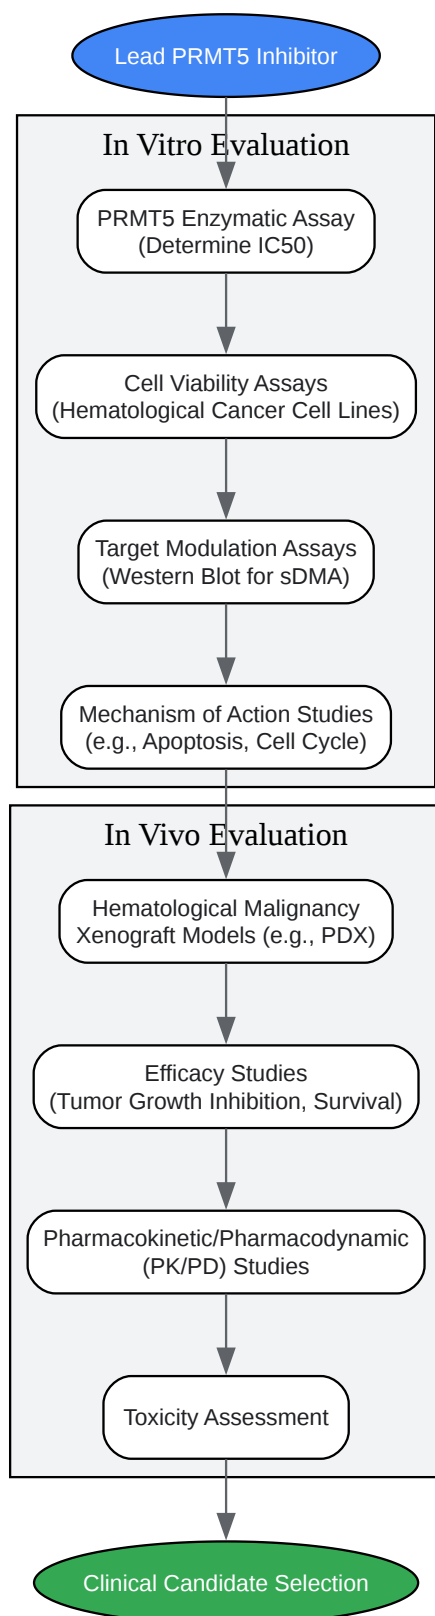 Lead PRMT5 Inhibitor
In Vitro Evaluation
PRMT5 Enzymatic Assay
(Determine IC50)
Cell Viability Assays
(Hematological Cancer Cell Lines)
Target Modulation Assays
(Western Blot for sDMA)
Mechanism of Action Studies
(e.g., Apoptosis, Cell Cycle)
In Vivo Evaluation
Hematological Malignancy
Xenograft Models (e.g., PDX)
Efficacy Studies
(Tumor Growth Inhibition, Survival)
Pharmacokinetic/Pharmacodynamic
(PK/PD) Studies
Toxicity Assessment
Clinical Candidate Selection